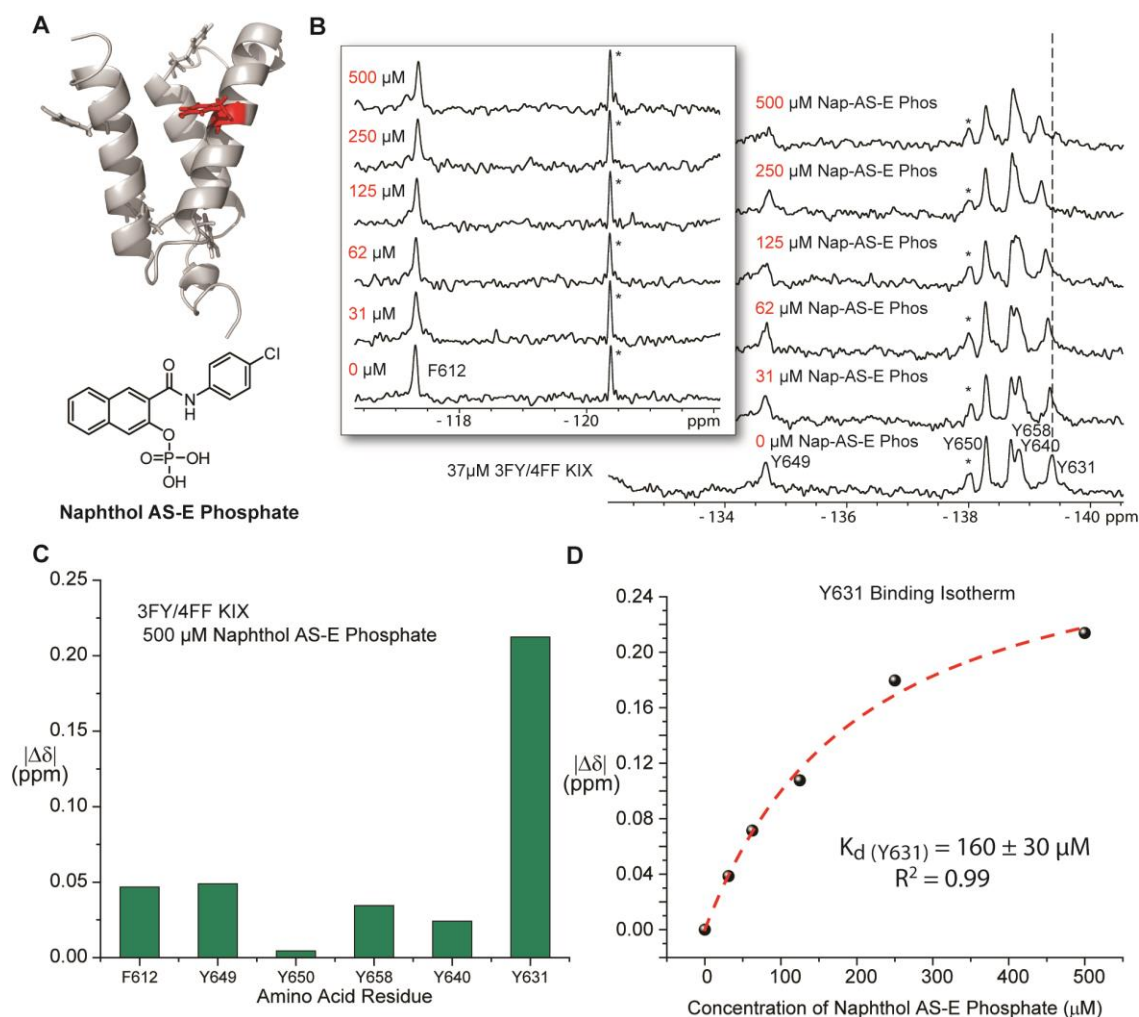 A
Cl
O
N
H
O
O=P-OH
OH
Naphthol AS-E Phosphate
B
500 µM
*
250 µM
*
125 µM
*
62 µM
*
31 µM
*
0 µM
F612
*
- 118
- 120
ppm
500 µM Nap-AS-E Phos
*
250 µM Nap-AS-E Phos
*
125 µM Nap-AS-E Phos
*
62 µM Nap-AS-E Phos
*
31 µM Nap-AS-E Phos
*
0 µM Nap-AS-E Phos
37µM 3FY/4FF KIX
Y649
*
Y650
Y658
Y640
Y631
- 134
- 136
- 138
- 140 ppm
C
3FY/4FF KIX
500 µM Naphthol AS-E Phosphate
0.25
0.20
0.15
0.10
0.05
0.00
|Δδ|
(ppm)
F612 Y649 Y650 Y658 Y640 Y631
Amino Acid Residue
D
Y631 Binding Isotherm
0.24
0.20
0.16
0.12
0.08
0.04
0.00
|Δδ|
(ppm)
Kd (Y631) = 160 ± 30 µM
R² = 0.99
0 100 200 300 400 500
Concentration of Naphthol AS-E Phosphate (µM)